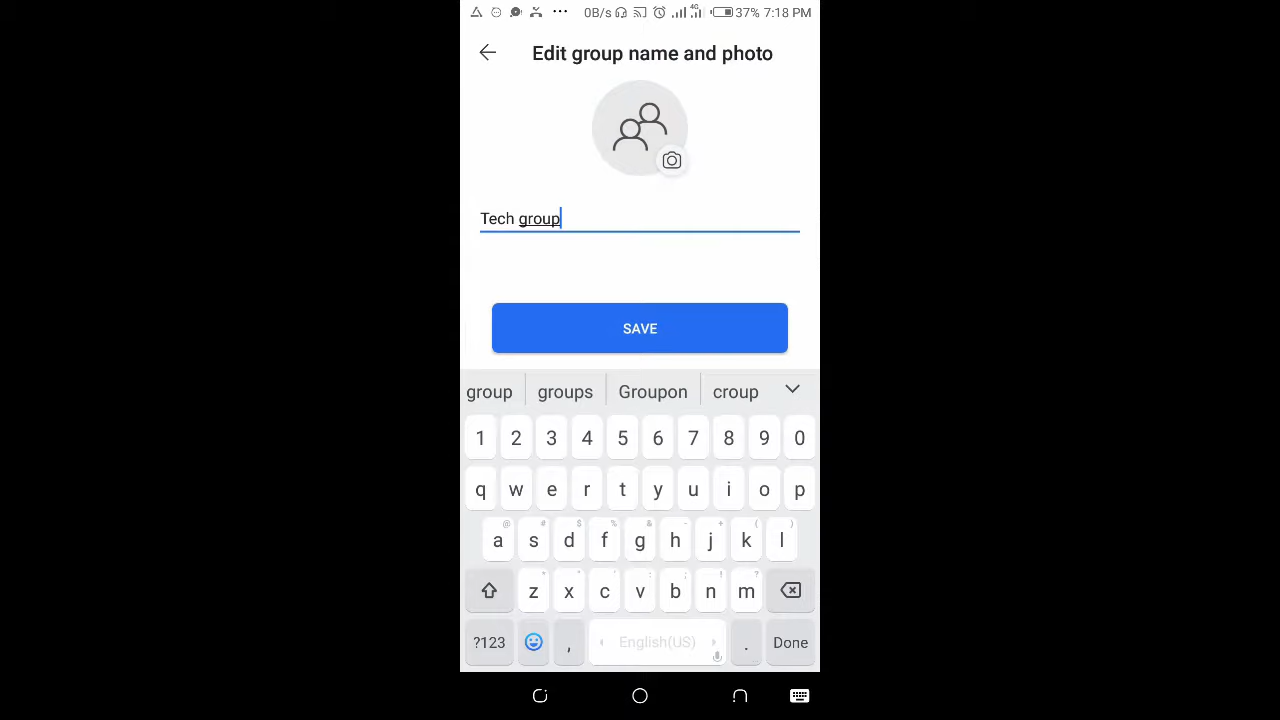 0B/s 4G 37% 7:18 PM
Edit group name and photo
Tech group
SAVE
group groups Groupon croup
1 2 3 4 5 6 7 8 9 0
q w e r t y u i o p
@ # $ % & - + ( )
a s d f g h j k l
* " ' : ; ! ?
z x c v b n m
?123 , English(US) . Done